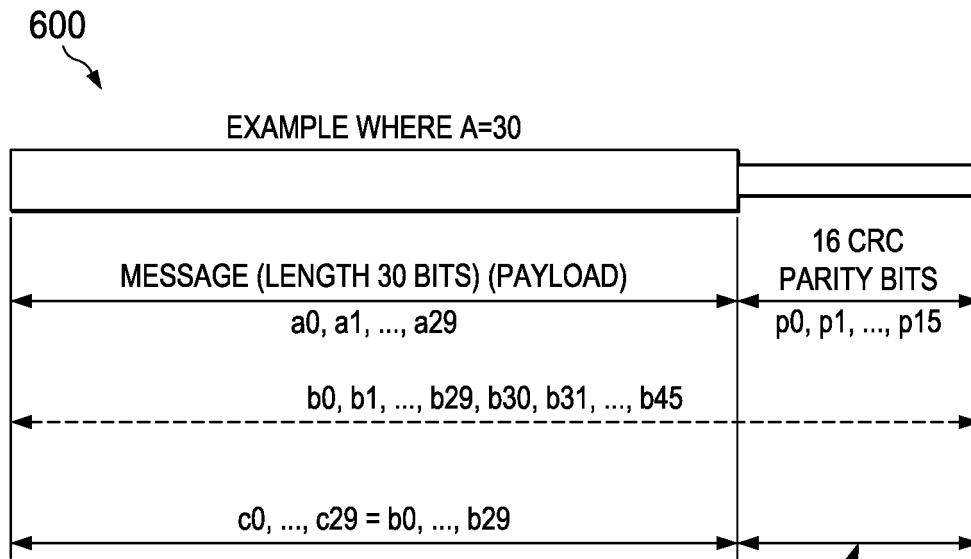 600
EXAMPLE WHERE A=30
16 CRC
MESSAGE (LENGTH 30 BITS) (PAYLOAD)
PARITY BITS
a0, a1, ..., a29
p0, p1, ..., p15
b0, b1, ..., b29, b30, b31, ..., b45
c0, ..., c29 = b0, ..., b29